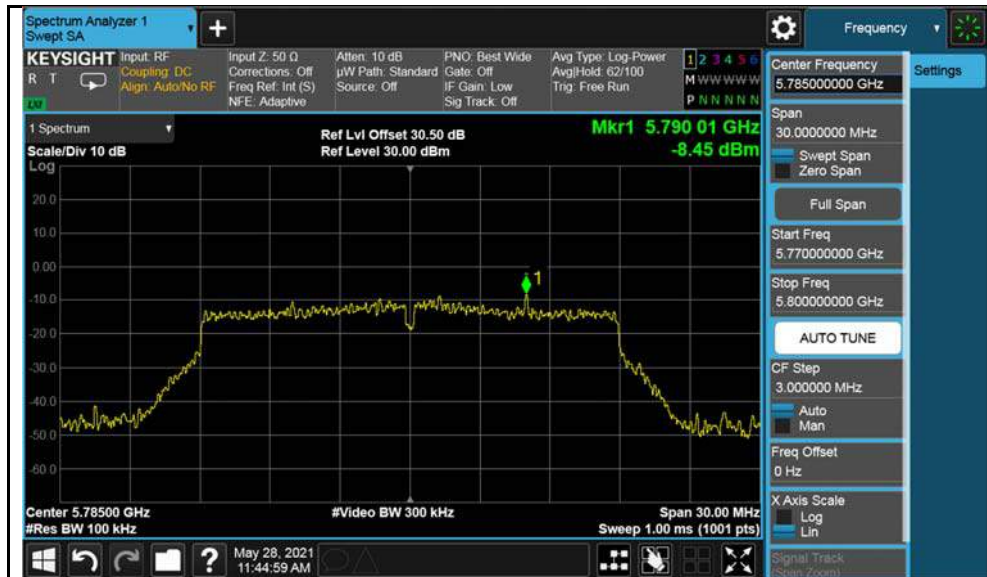 Spectrum Analyzer 1
Swept SA
+
Frequency
KEYSIGHT
R T
LXI
Input: RF
Coupling: DC
Align: Auto/No RF
Input Z: 50 Ω
Corrections: Off
Freq Ref: Int (S)
NFE: Adaptive
Atten: 10 dB
µW Path: Standard
Source: Off
PNO: Best Wide
Gate: Off
IF Gain: Low
Sig Track: Off
Avg Type: Log-Power
Avg|Hold: 62/100
Trig: Free Run
1 2 3 4 5 6
M W W W W W
P N N N N N
1 Spectrum
Scale/Div 10 dB
Log
Ref Lvl Offset 30.50 dB
Ref Level 30.00 dBm
Mkr1 5.790 01 GHz
-8.45 dBm
20.0
10.0
0.00
-10.0
-20.0
-30.0
-40.0
-50.0
-60.0
1
Center 5.78500 GHz
#Res BW 100 kHz
#Video BW 300 kHz
Span 30.00 MHz
Sweep 1.00 ms (1001 pts)
?
May 28, 2021
11:44:59 AM
Center Frequency
5.785000000 GHz
Span
30.0000000 MHz
Swept Span
Zero Span
Full Span
Start Freq
5.770000000 GHz
Stop Freq
5.800000000 GHz
AUTO TUNE
CF Step
3.000000 MHz
Auto
Man
Freq Offset
0 Hz
X Axis Scale
Log
Lin
Signal Track
(Span Zoom)
Settings